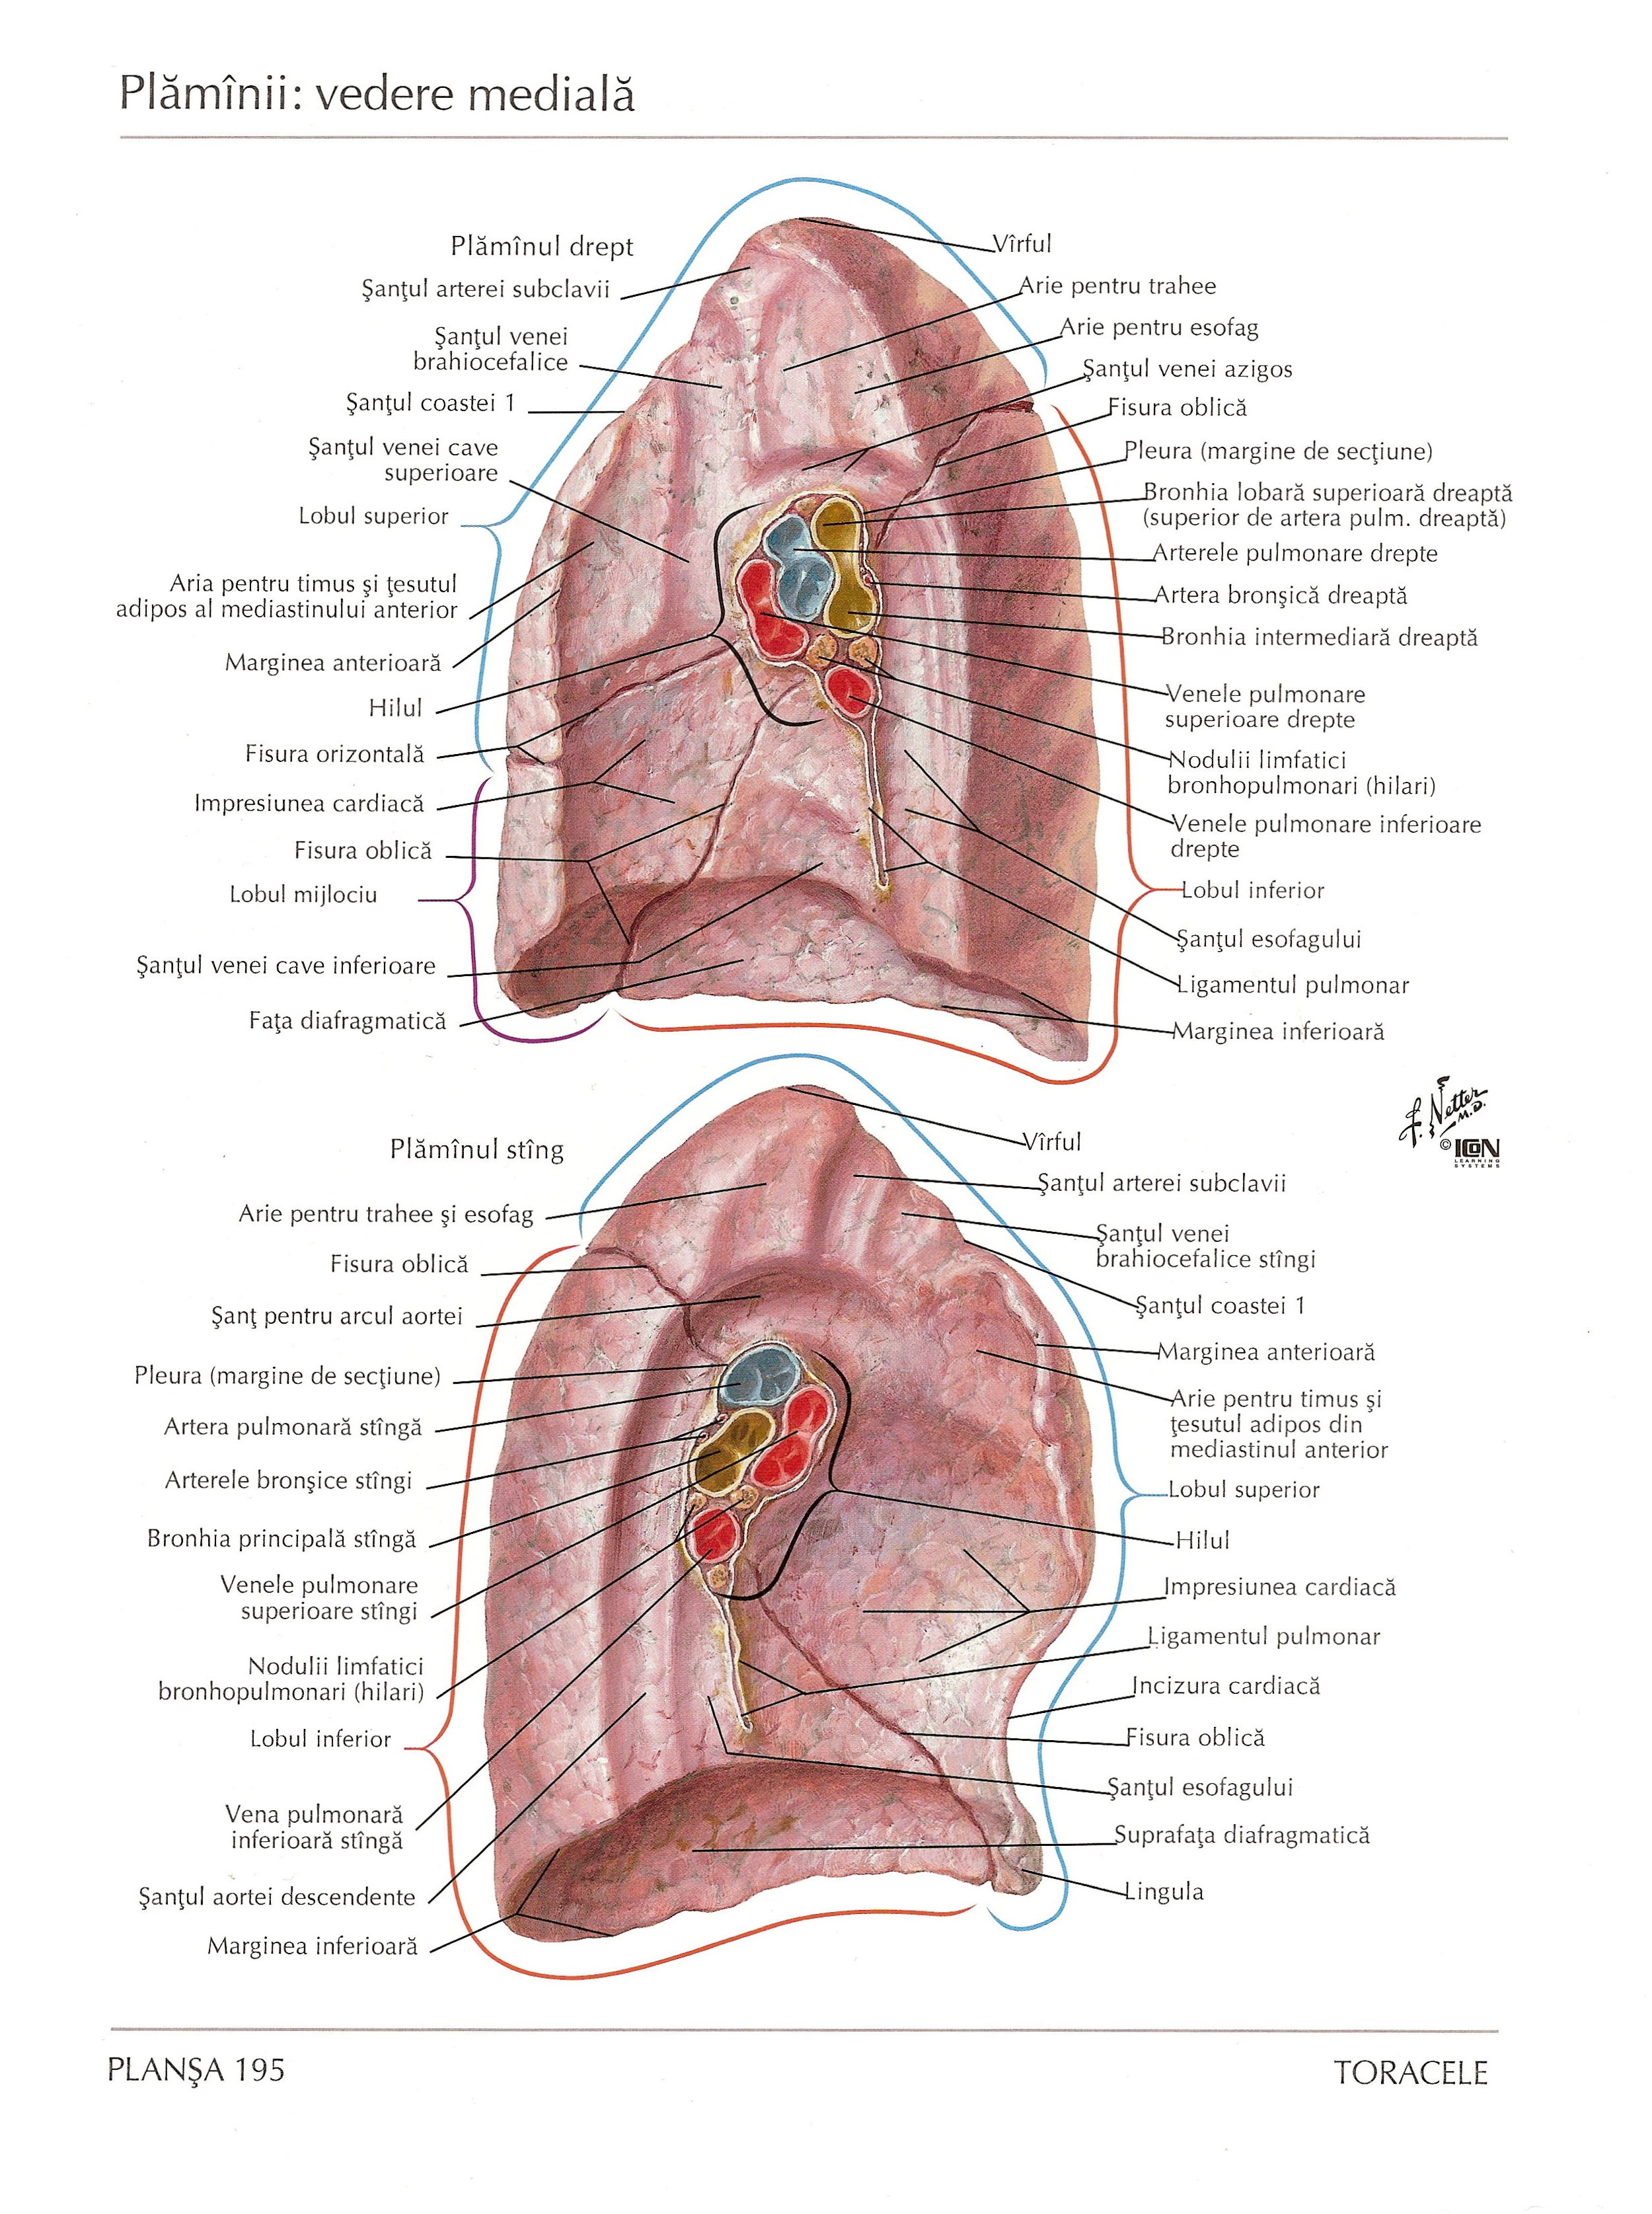 Plămînii: vedere medială
Plămînul drept
Şanţul arterei subclavii
Şanţul venei
brahiocefalice
Şanţul coastei 1
Şanţul venei cave
superioare
Lobul superior
Aria pentru timus şi ţesutul
adipos al mediastinului anterior
Marginea anterioară
Hilul
Fisura orizontală
Impresiunea cardiacă
Fisura oblică
Lobul mijlociu
Şanţul venei cave inferioare
Faţa diafragmatică
Vîrful
Arie pentru trahee
Arie pentru esofag
Şanţul venei azigos
Fisura oblică
Pleura (margine de secţiune)
Bronhia lobară superioară dreaptă
(superior de artera pulm. dreaptă)
Arterele pulmonare drepte
Artera bronşică dreaptă
Bronhia intermediară dreaptă
Venele pulmonare
superioare drepte
Nodulii limfatici
bronhopulmonari (hilari)
Venele pulmonare inferioare
drepte
Lobul inferior
Şanţul esofagului
Ligamentul pulmonar
Marginea inferioară
F. Netter
M.D.
© ICON
LEARNING
SYSTEMS
Plămînul stîng
Arie pentru trahee şi esofag
Fisura oblică
Şanţ pentru arcul aortei
Pleura (margine de secţiune)
Artera pulmonară stîngă
Arterele bronşice stîngi
Bronhia principală stîngă
Venele pulmonare
superioare stîngi
Nodulii limfatici
bronhopulmonari (hilari)
Lobul inferior
Vena pulmonară
inferioară stîngă
Şanţul aortei descendente
Marginea inferioară
Vîrful
Şanţul arterei subclavii
Şanţul venei
brahiocefalice stîngi
Şanţul coastei 1
Marginea anterioară
Arie pentru timus şi
ţesutul adipos din
mediastinul anterior
Lobul superior
Hilul
Impresiunea cardiacă
Ligamentul pulmonar
Incizura cardiacă
Fisura oblică
Şanţul esofagului
Suprafaţa diafragmatică
Lingula
PLANŞA 195
TORACELE